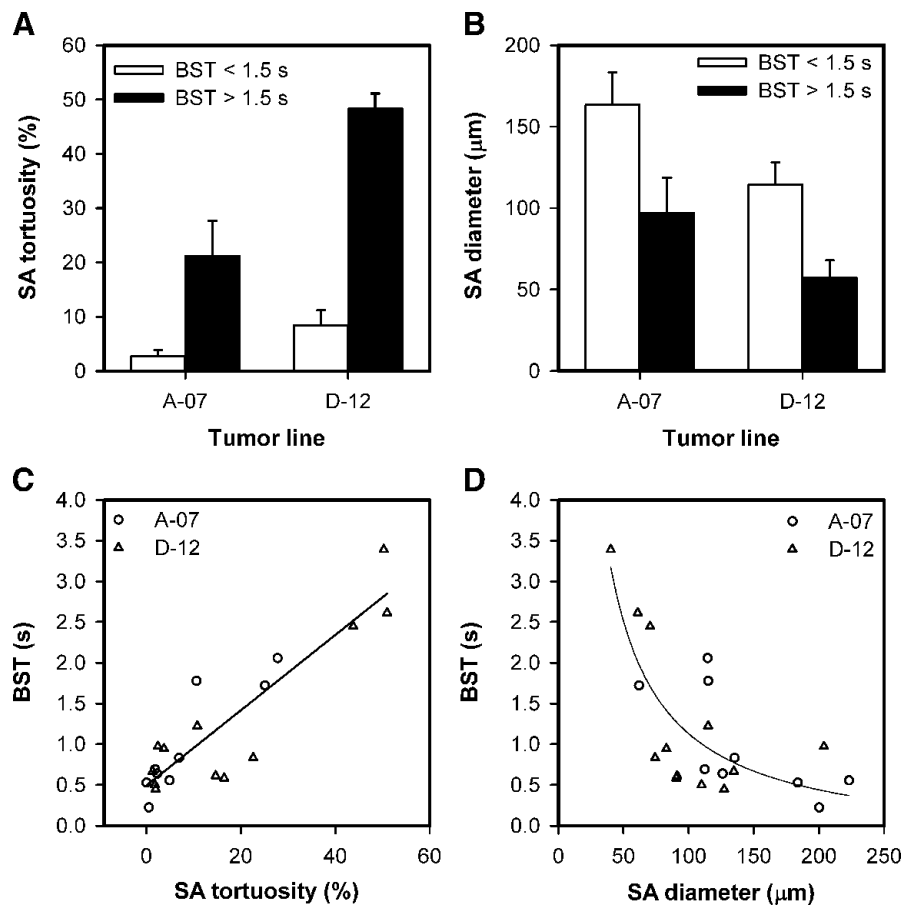 A
SA tortuosity (%)
60
50
40
30
20
10
0
BST < 1.5 s
BST > 1.5 s
A-07
D-12
Tumor line
B
SA diameter (μm)
200
150
100
50
0
BST < 1.5 s
BST > 1.5 s
A-07
D-12
Tumor line
C
BST (s)
4.0
3.5
3.0
2.5
2.0
1.5
1.0
0.5
0.0
A-07
D-12
0
20
40
60
SA tortuosity (%)
D
BST (s)
4.0
3.5
3.0
2.5
2.0
1.5
1.0
0.5
0.0
A-07
D-12
0
50
100
150
200
250
SA diameter (μm)